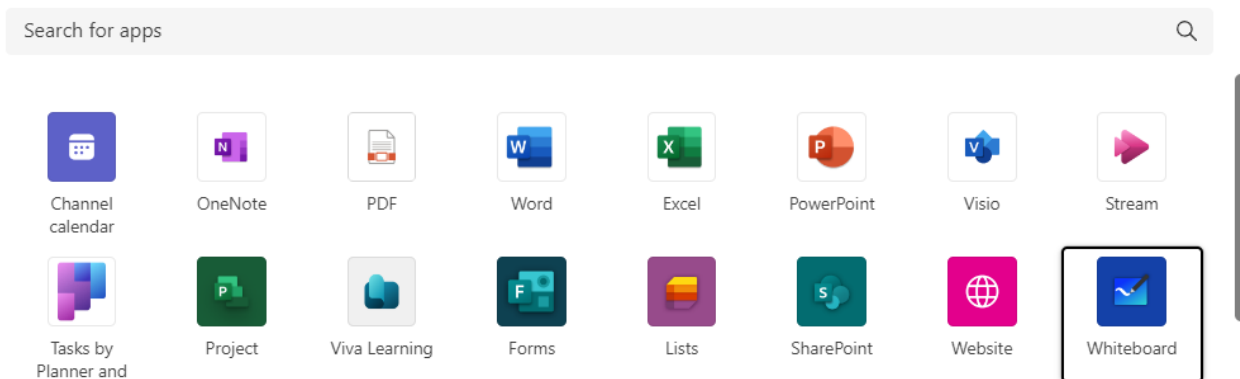 Search for apps
N
W
X
P
V
Channel calendar
OneNote
PDF
Word
Excel
PowerPoint
Visio
Stream
P
F
S
Tasks by Planner and
Project
Viva Learning
Forms
Lists
SharePoint
Website
Whiteboard